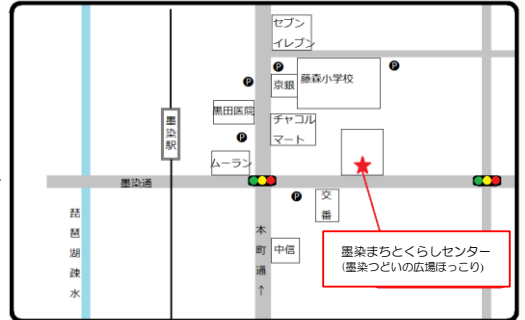 セブン
イレブン
P
P
P
京銀
藤森小学校
黒田医院
チャコル
マート
P
墨染駅
ムーラン
墨染通
P
交番
琵琶湖疎水
本町通↑
中信
墨染まちとくらしセンター
(墨染つどいの広場ほっこり)